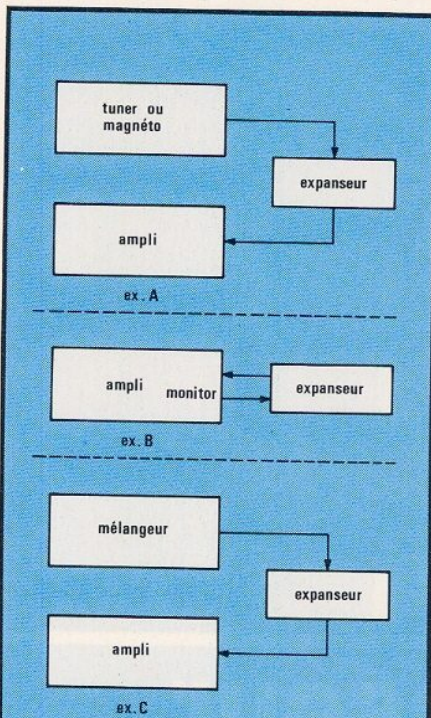 tuner ou
magnéto
expanseur
ampli
ex. A
ampli
monitor
expanseur
ex. B
mélangeur
expanseur
ampli
ex. C